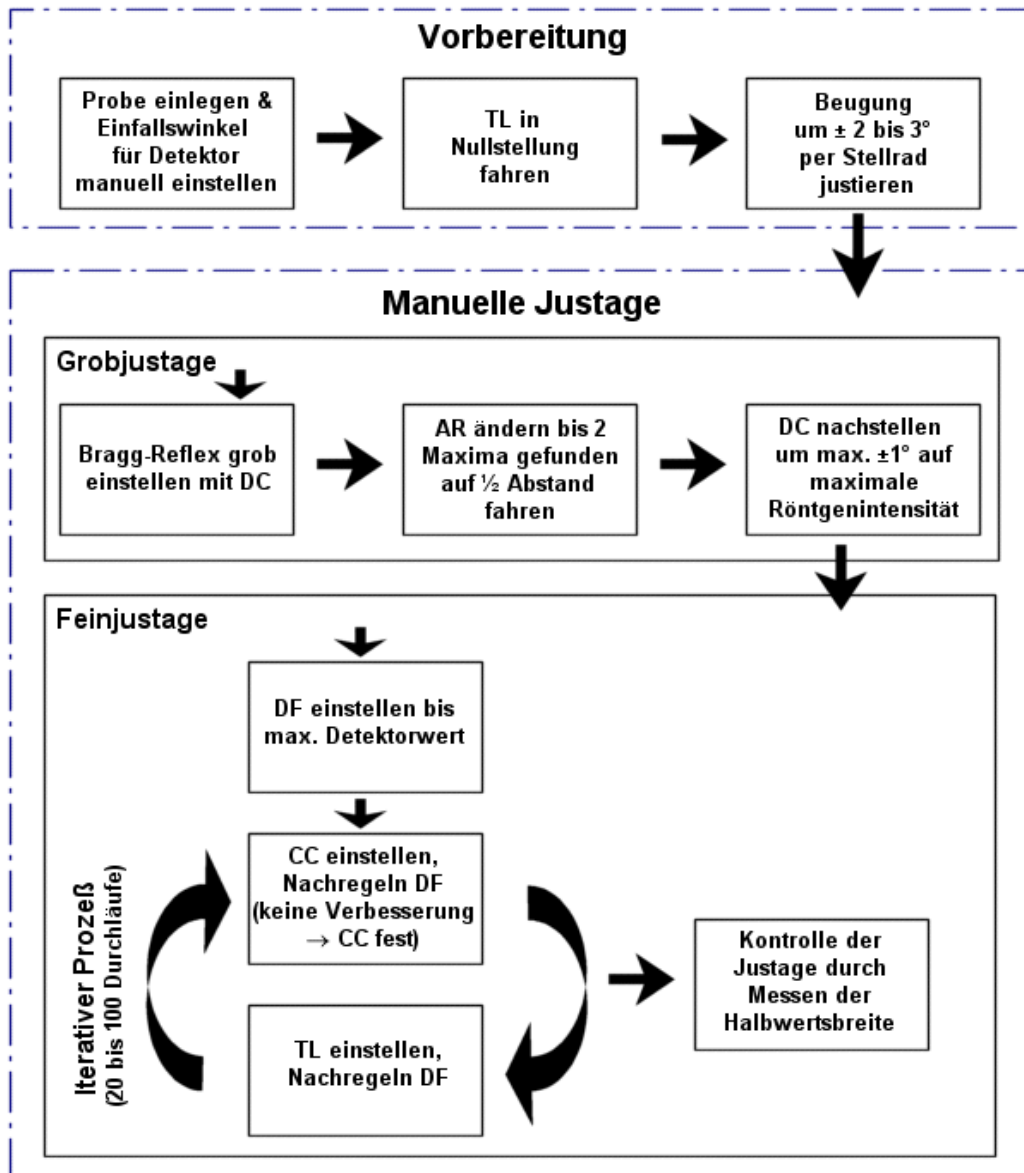 Vorbereitung
Probe einlegen &
Einfallswinkel
für Detektor
manuell einstellen
TL in
Nullstellung
fahren
Beugung
um ± 2 bis 3°
per Stellrad
justieren
Manuelle Justage
Grobjustage
Bragg-Reflex grob
einstellen mit DC
AR ändern bis 2
Maxima gefunden
auf ½ Abstand
fahren
DC nachstellen
um max. ±1° auf
maximale
Röntgenintensität
Feinjustage
DF einstellen bis
max. Detektorwert
Iterativer Prozeß
(20 bis 100 Durchläufe)
CC einstellen,
Nachregeln DF
(keine Verbesserung
→ CC fest)
TL einstellen,
Nachregeln DF
Kontrolle der
Justage durch
Messen der
Halbwertsbreite